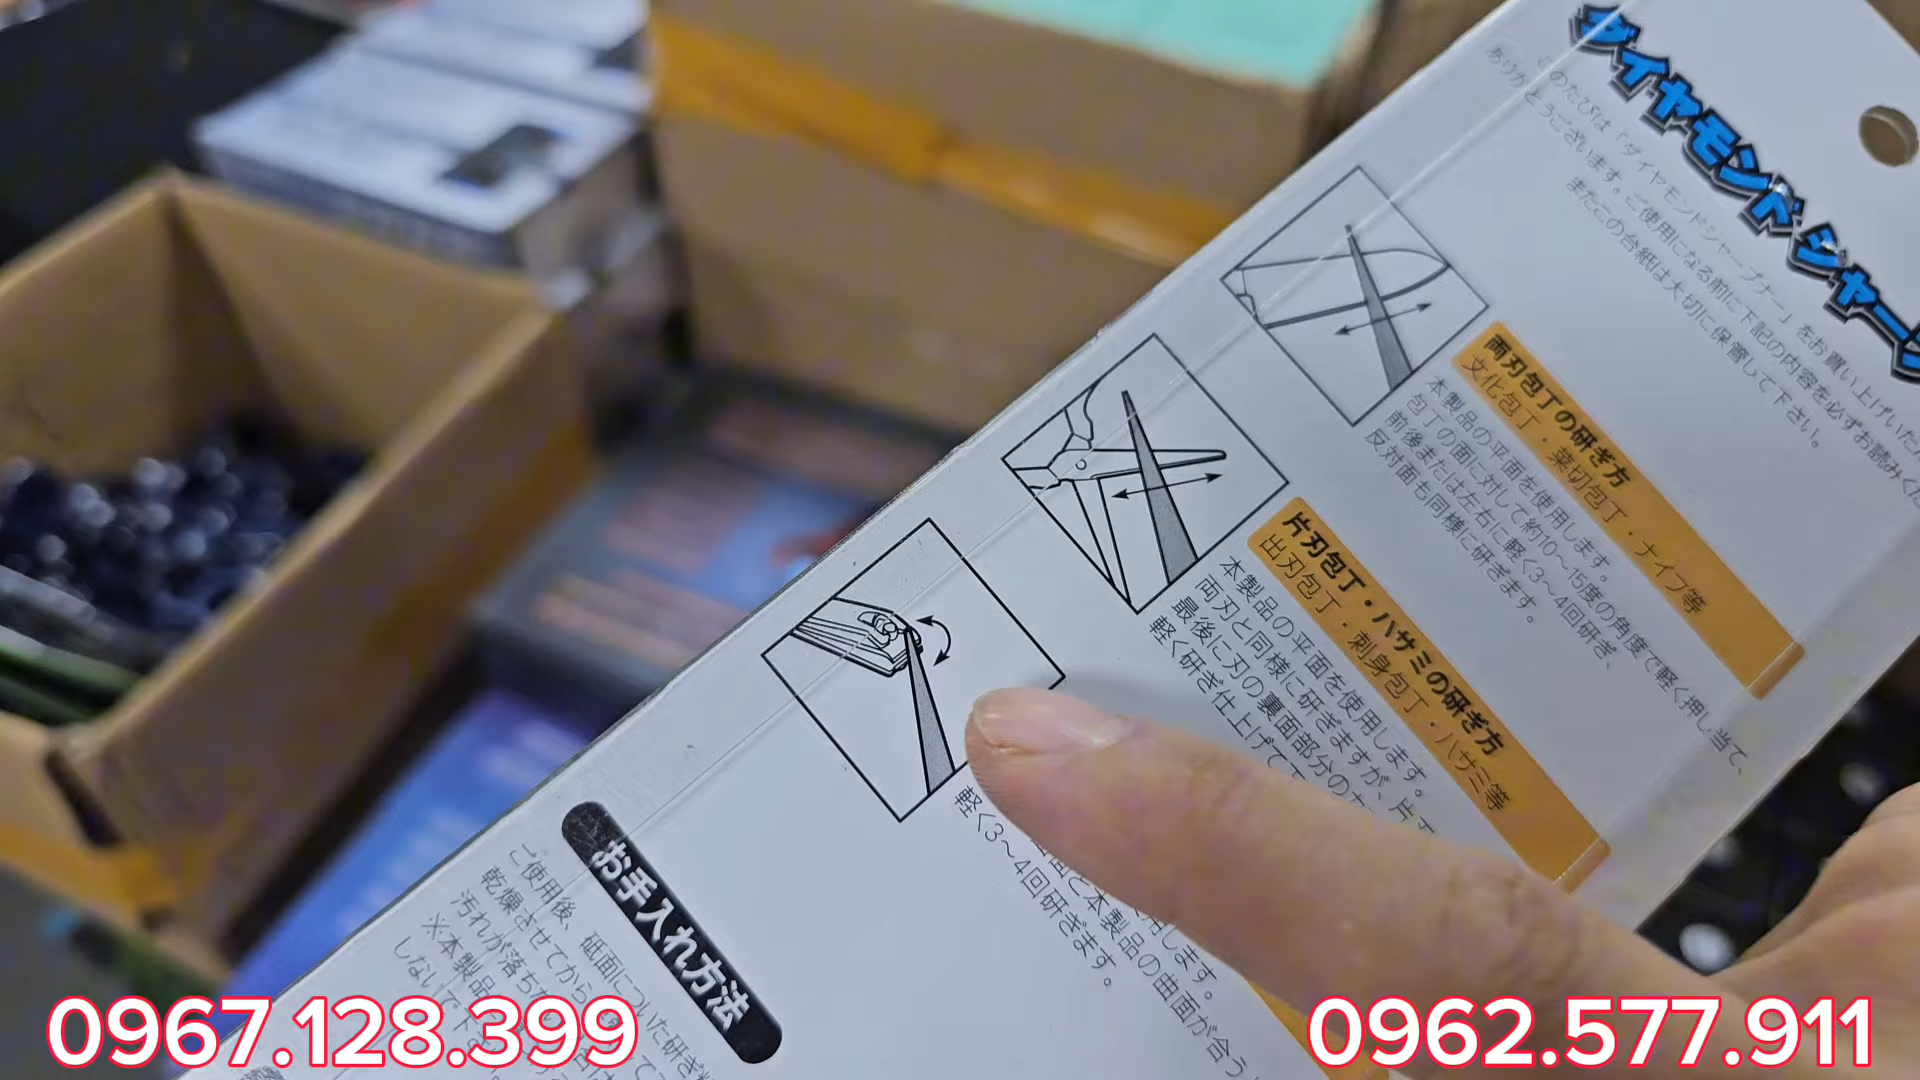 ダイヤモンドシャー
このたびは「ダイヤモンドシャープナー」をお買い上げいただ
ありがとうございます。ご使用になる前に下記の内容を必ずお読みくだ
またこの台紙は大切に保管して下さい。
両刃包丁の研ぎ方
文化包丁・菜切包丁・ナイフ等
本製品の平面を使用します。
包丁の面に対して約10〜15度の角度で軽く押し当て、
前後または左右に軽く3〜4回研ぎ、
反対面も同様に研ぎます。
片刃包丁・ハサミの研ぎ方
出刃包丁・刺身包丁・ハサミ等
本製品の平面を使用します。
両刃と同様に研ぎますが、片
最後に刃の裏面部分の
軽く研ぎ仕上げて
用します。
曲面と本製品の曲面が合う
軽く3〜4回研ぎます。
お手入れ方法
ご使用後、砥面についた研ぎ
乾燥させてから
汚れが落ちな
※本製品
しないで下さ
0967.128.399
0962.577.911